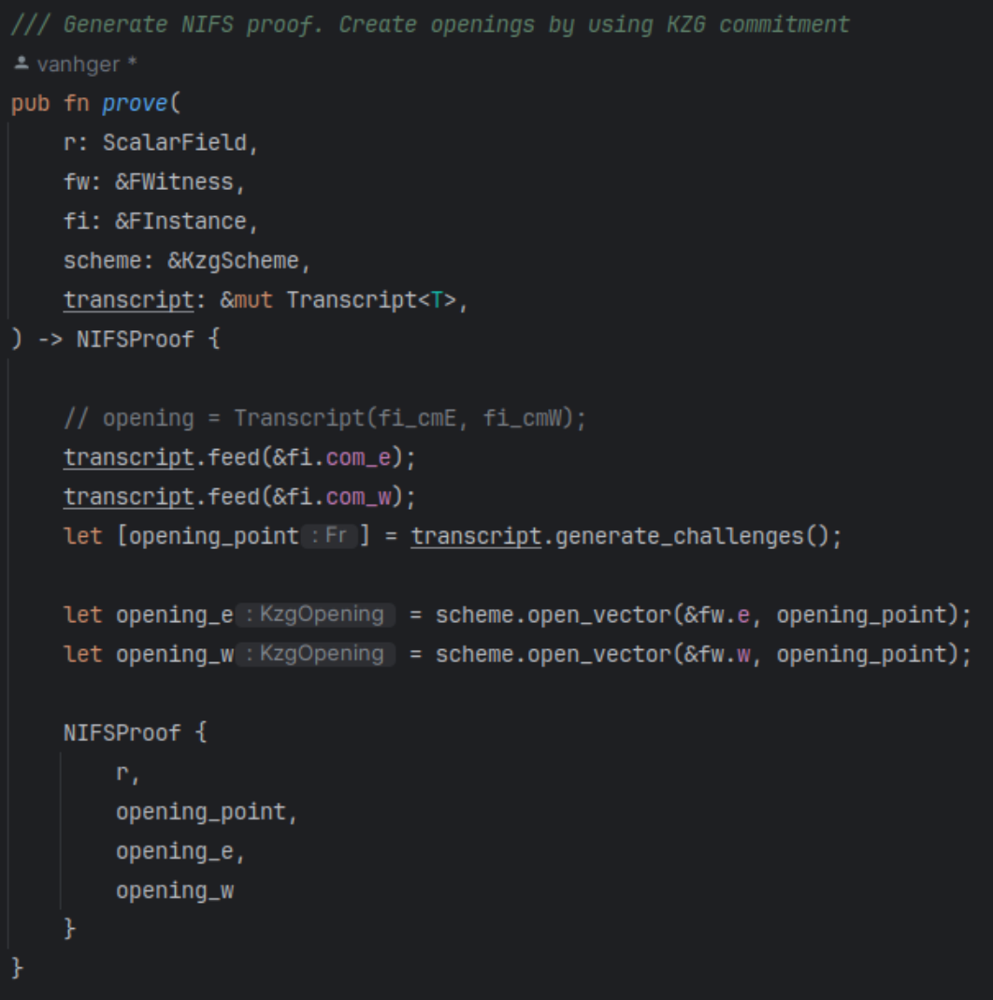 /// Generate NIFS proof. Create openings by using KZG commitment
vanhger *
pub fn prove(
    r: ScalarField,
    fw: &FWitness,
    fi: &FInstance,
    scheme: &KzgScheme,
    transcript: &mut Transcript<T>,
) -> NIFSProof {
    // opening = Transcript(fi_cmE, fi_cmW);
    transcript.feed(&fi.com_e);
    transcript.feed(&fi.com_w);
    let [opening_point : Fr ] = transcript.generate_challenges();
    let opening_e : KzgOpening = scheme.open_vector(&fw.e, opening_point);
    let opening_w : KzgOpening = scheme.open_vector(&fw.w, opening_point);
    NIFSProof {
        r,
        opening_point,
        opening_e,
        opening_w
    }
}